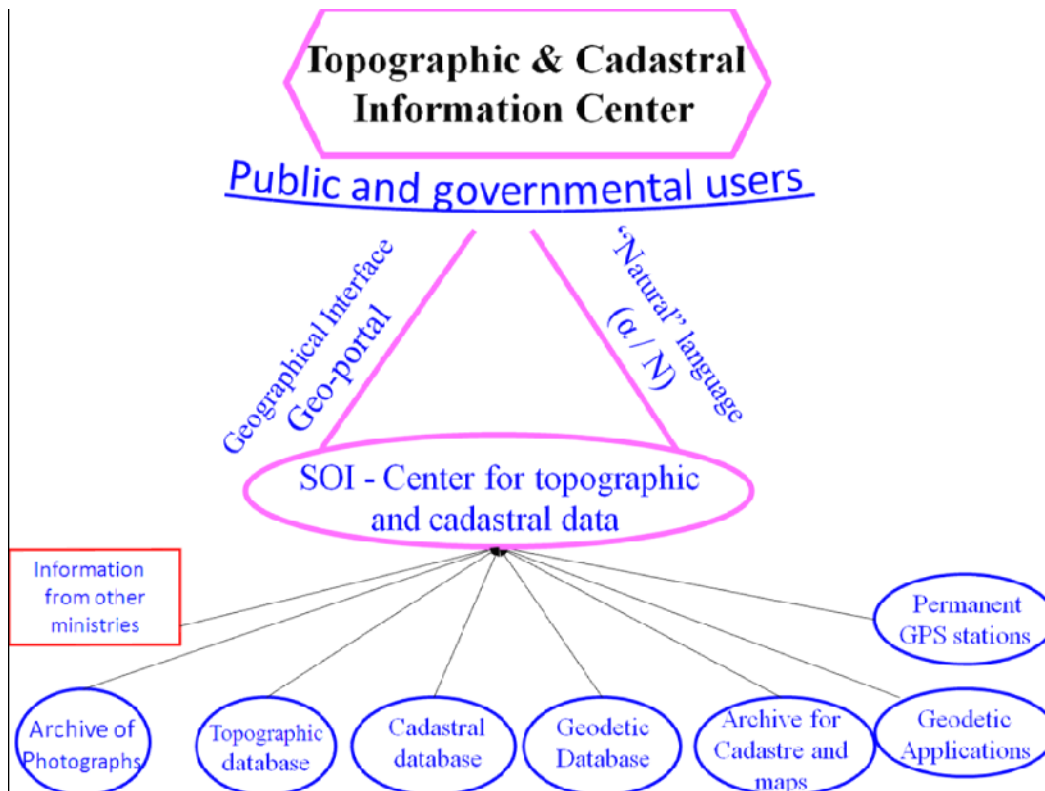 Topographic & Cadastral
Information Center
Public and governmental users
Geographical Interface
Geo-portal
“Natural” language
(α / N)
SOI - Center for topographic
and cadastral data
Information
from other
ministries
Permanent
GPS stations
Archive of
Photographs
Topographic
database
Cadastral
database
Geodetic
Database
Archive for
Cadastre and
maps
Geodetic
Applications